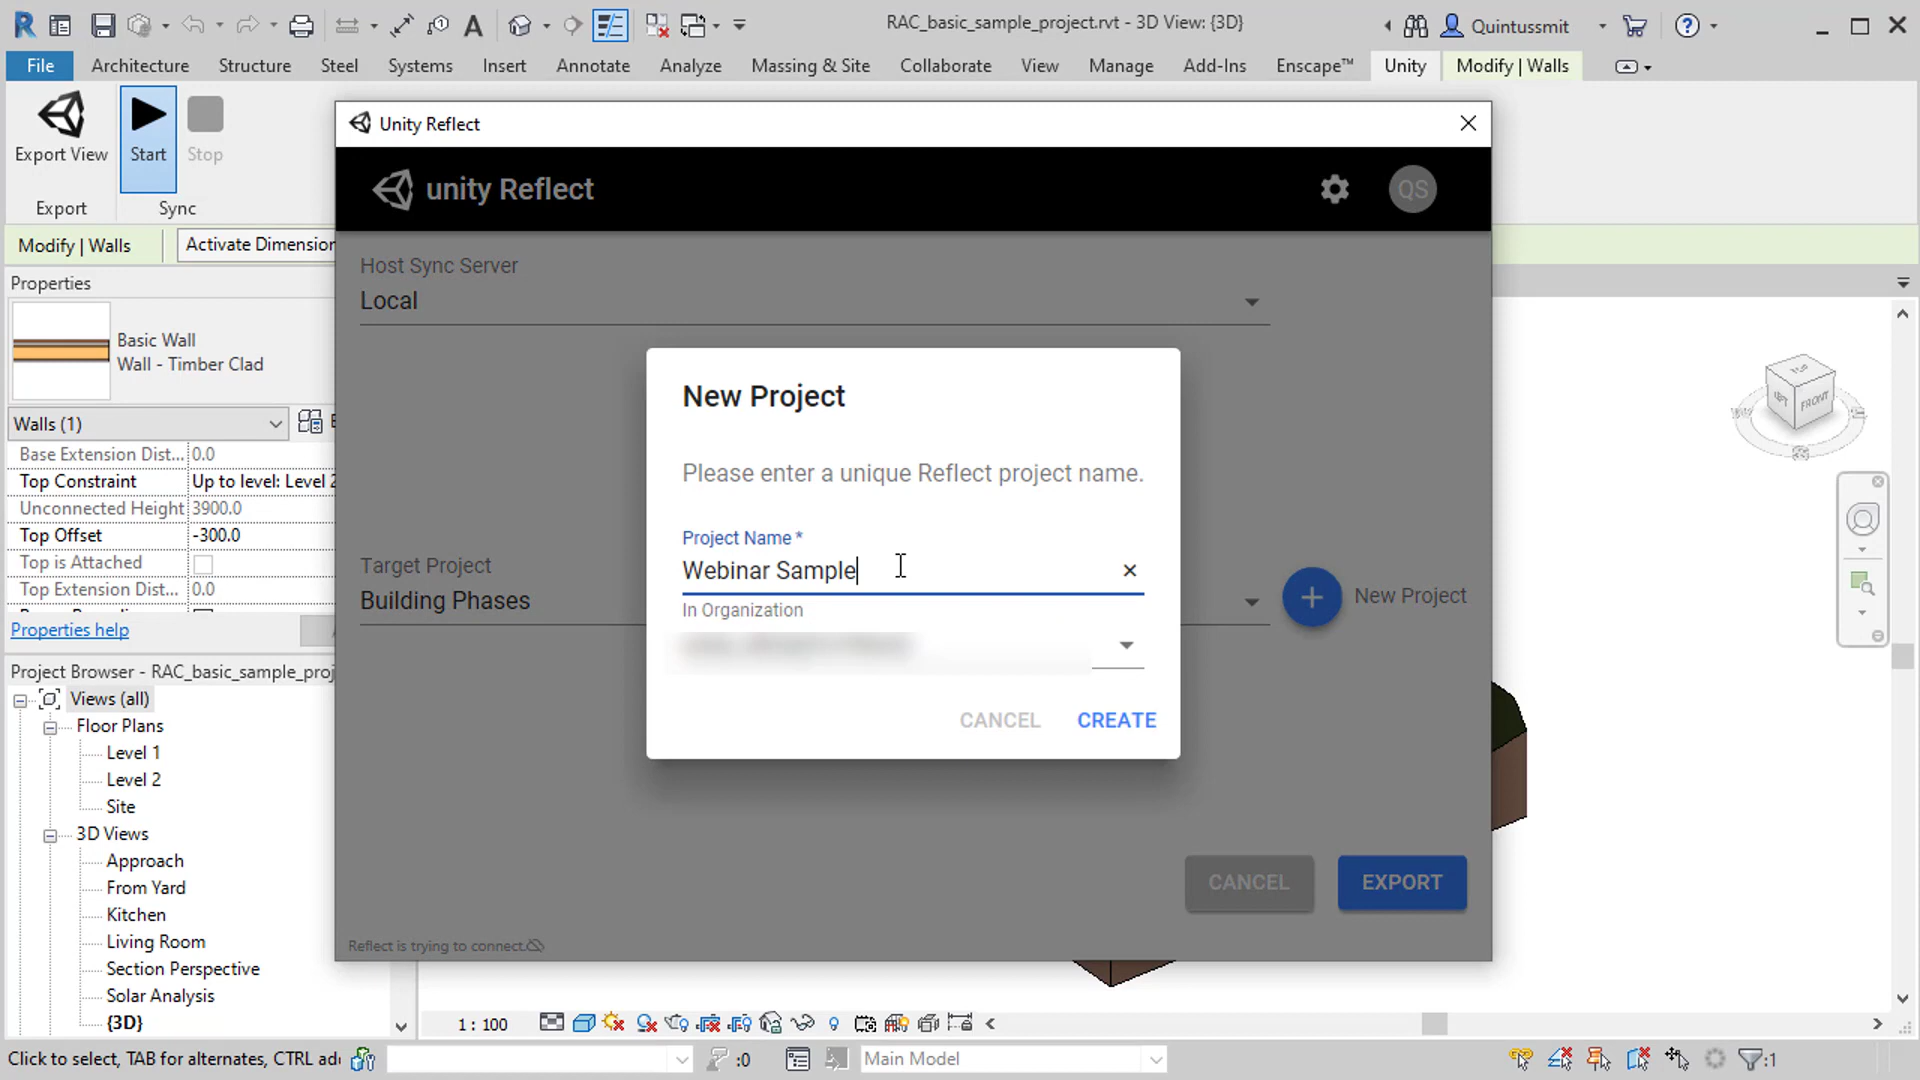 RAC_basic_sample_project.rvt - 3D View: {3D}
Quintussmit
File Architecture Structure Steel Systems Insert Annotate Analyze Massing & Site Collaborate View Manage Add-Ins Enscape™ Unity Modify | Walls
Export View Start Stop
Export Sync
Modify | Walls Activate Dimension
Properties
Basic Wall
Wall - Timber Clad
Walls (1)
Base Extension Dist... 0.0
Top Constraint Up to level: Level 2
Unconnected Height 3900.0
Top Offset -300.0
Top is Attached
Top Extension Dist... 0.0
Properties help
Project Browser - RAC_basic_sample_proj
Views (all)
Floor Plans
Level 1
Level 2
Site
3D Views
Approach
From Yard
Kitchen
Living Room
Section Perspective
Solar Analysis
{3D}
Unity Reflect
unity Reflect
QS
Host Sync Server
Local
Target Project
Building Phases
New Project
New Project
Please enter a unique Reflect project name.
Project Name *
Webinar Sample
In Organization
CANCEL CREATE
CANCEL EXPORT
Reflect is trying to connect.
TOP
LEFT FRONT
1 : 100
Click to select, TAB for alternates, CTRL ad
:0
Main Model
:1